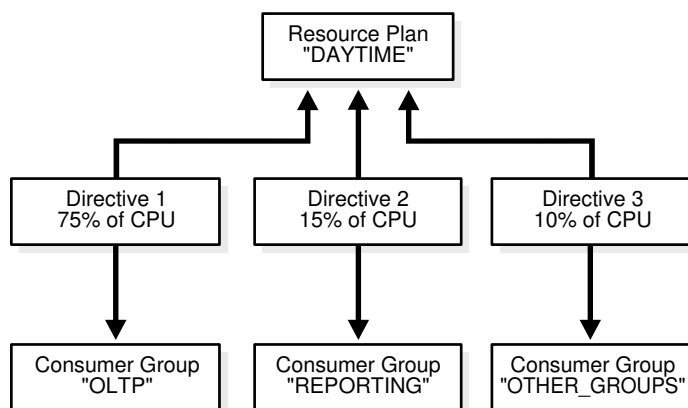 Resource Plan
"DAYTIME"
Directive 1
75% of CPU
Directive 2
15% of CPU
Directive 3
10% of CPU
Consumer Group
"OLTP"
Consumer Group
"REPORTING"
Consumer Group
"OTHER_GROUPS"